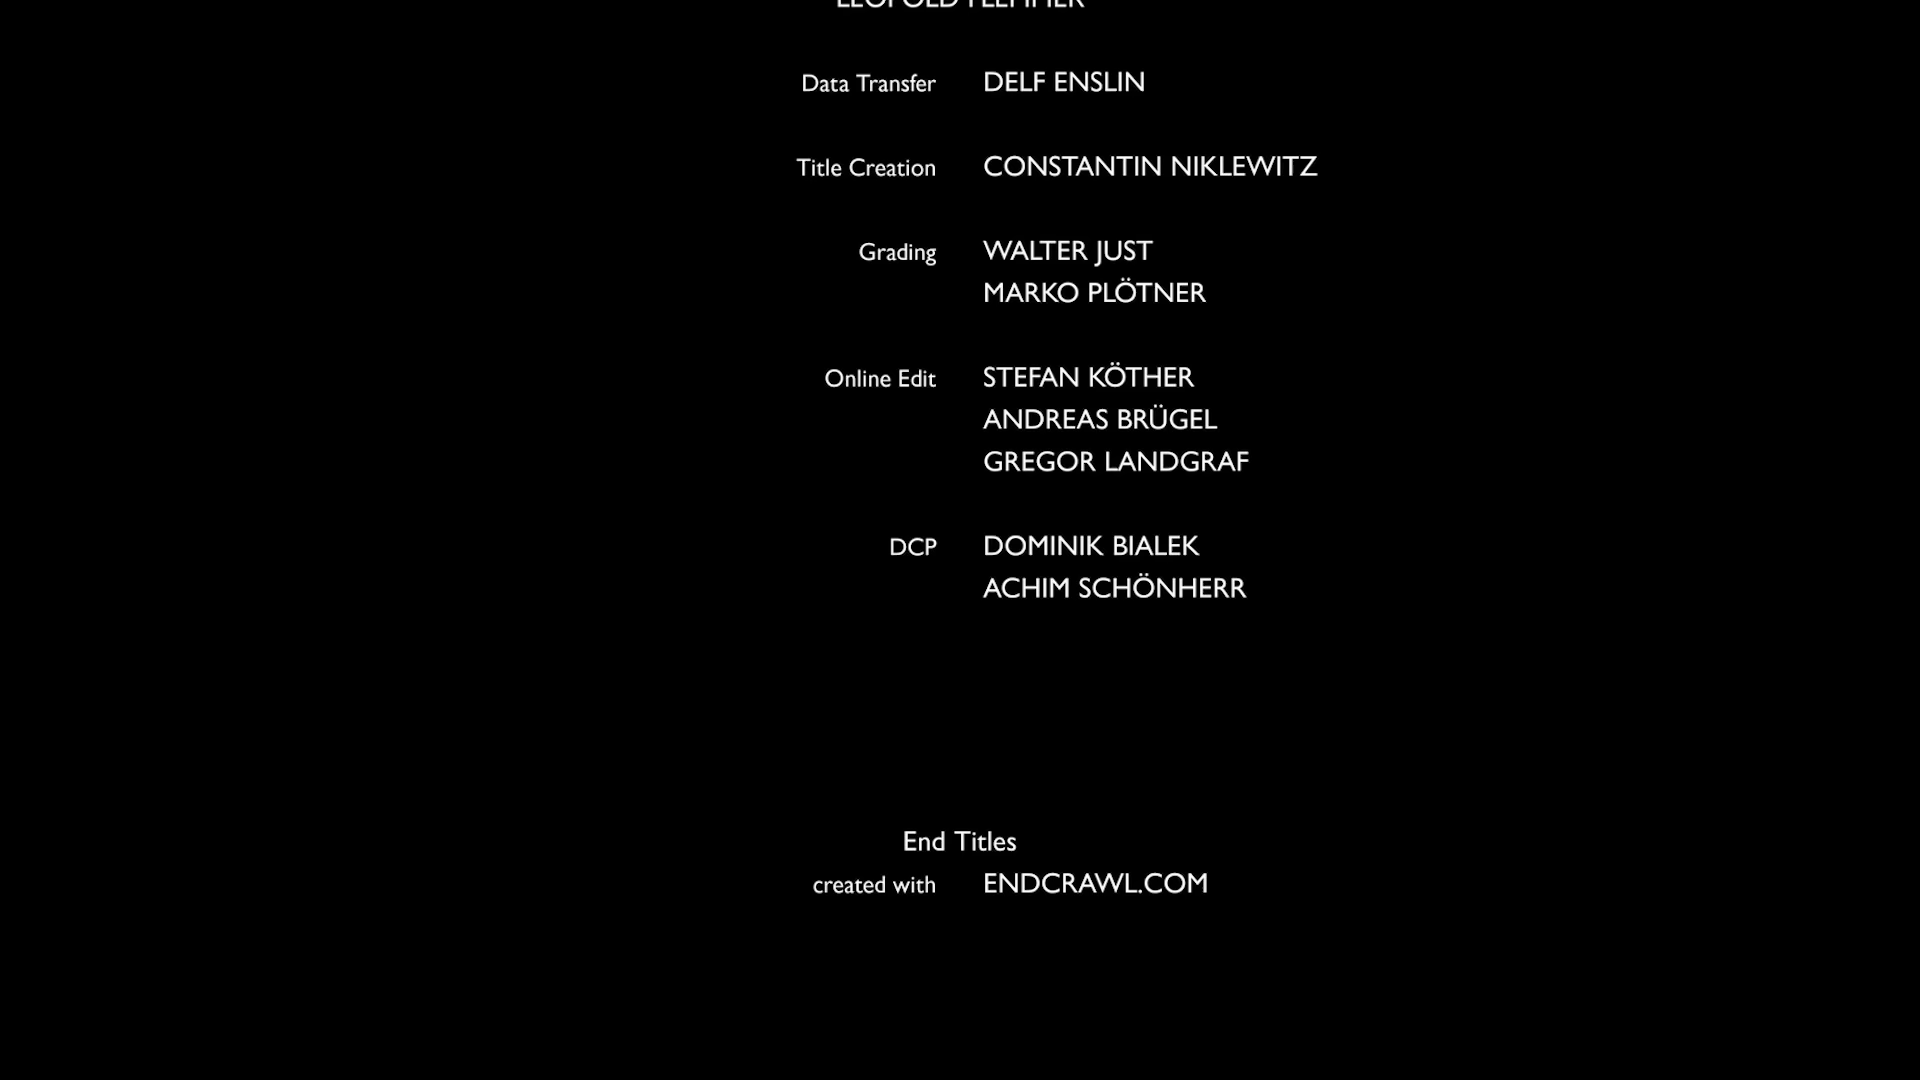 LEOPOLD
Data Transfer DELF ENSLIN
Title Creation CONSTANTIN NIKLEWITZ
Grading WALTER JUST
MARKO PLÖTNER
Online Edit STEFAN KÖTHER
ANDREAS BRÜGEL
GREGOR LANDGRAF
DCP DOMINIK BIALEK
ACHIM SCHÖNHERR
End Titles
created with ENDCRAWL.COM